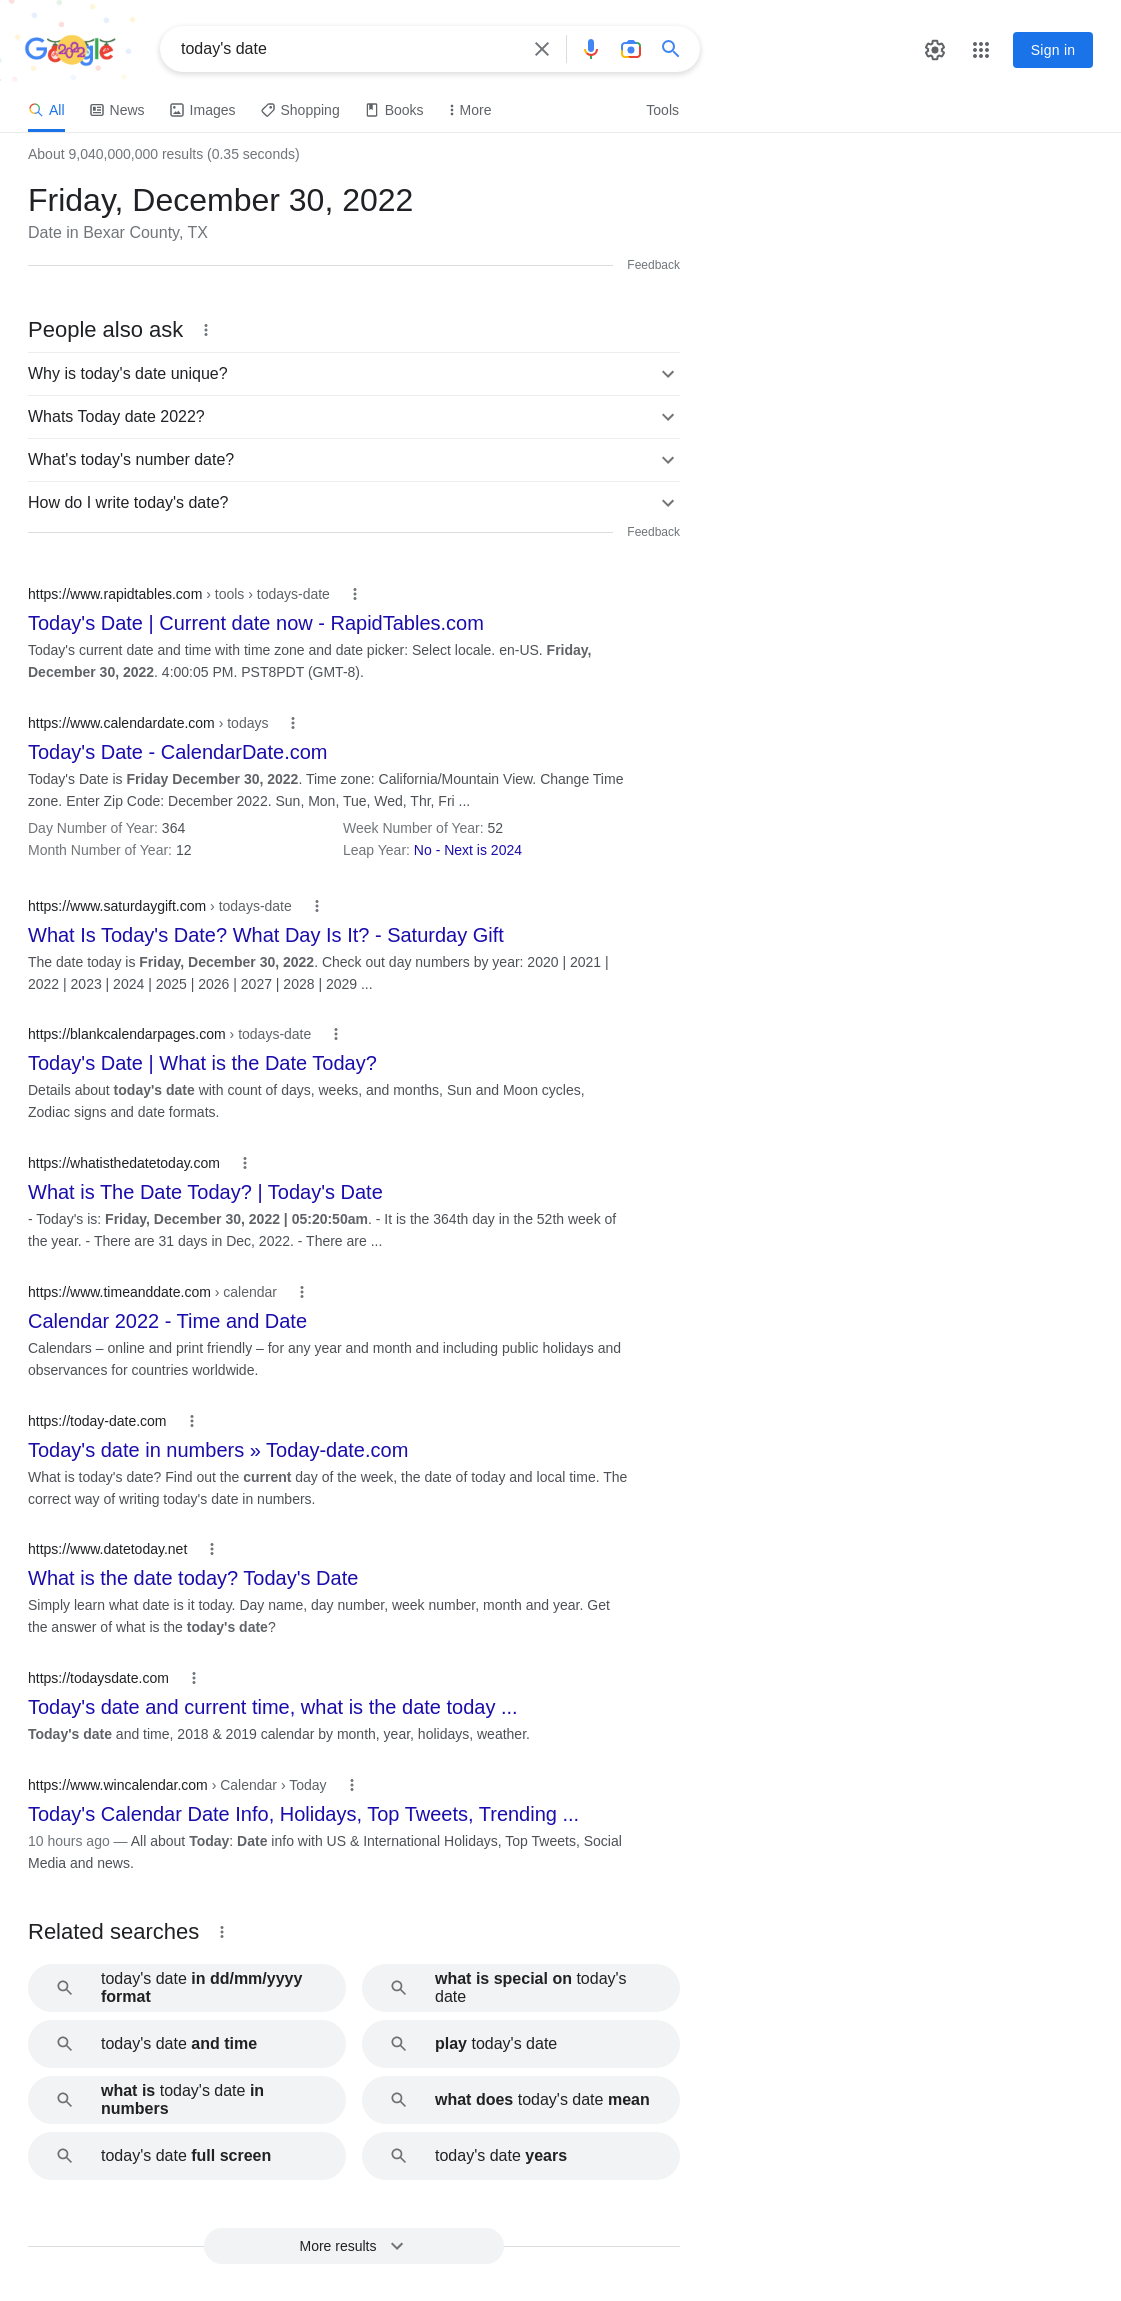 Google
today's date
Sign in
All
News
Images
Shopping
Books
More
Tools
About 9,040,000,000 results (0.35 seconds)
Friday, December 30, 2022
Date in Bexar County, TX
Feedback
People also ask
Why is today's date unique?
Whats Today date 2022?
What's today's number date?
How do I write today's date?
Feedback
https://www.rapidtables.com › tools › todays-date
Today's Date | Current date now - RapidTables.com
Today's current date and time with time zone and date picker: Select locale. en-US. Friday,
December 30, 2022. 4:00:05 PM. PST8PDT (GMT-8).
https://www.calendardate.com › todays
Today's Date - CalendarDate.com
Today's Date is Friday December 30, 2022. Time zone: California/Mountain View. Change Time
zone. Enter Zip Code: December 2022. Sun, Mon, Tue, Wed, Thr, Fri ...
Day Number of Year: 364
Week Number of Year: 52
Month Number of Year: 12
Leap Year: No - Next is 2024
https://www.saturdaygift.com › todays-date
What Is Today's Date? What Day Is It? - Saturday Gift
The date today is Friday, December 30, 2022. Check out day numbers by year: 2020 | 2021 |
2022 | 2023 | 2024 | 2025 | 2026 | 2027 | 2028 | 2029 ...
https://blankcalendarpages.com › todays-date
Today's Date | What is the Date Today?
Details about today's date with count of days, weeks, and months, Sun and Moon cycles,
Zodiac signs and date formats.
https://whatisthedatetoday.com
What is The Date Today? | Today's Date
- Today's is: Friday, December 30, 2022 | 05:20:50am. - It is the 364th day in the 52th week of
the year. - There are 31 days in Dec, 2022. - There are ...
https://www.timeanddate.com › calendar
Calendar 2022 - Time and Date
Calendars – online and print friendly – for any year and month and including public holidays and
observances for countries worldwide.
https://today-date.com
Today's date in numbers » Today-date.com
What is today's date? Find out the current day of the week, the date of today and local time. The
correct way of writing today's date in numbers.
https://www.datetoday.net
What is the date today? Today's Date
Simply learn what date is it today. Day name, day number, week number, month and year. Get
the answer of what is the today's date?
https://todaysdate.com
Today's date and current time, what is the date today ...
Today's date and time, 2018 & 2019 calendar by month, year, holidays, weather.
https://www.wincalendar.com › Calendar › Today
Today's Calendar Date Info, Holidays, Top Tweets, Trending ...
10 hours ago — All about Today: Date info with US & International Holidays, Top Tweets, Social
Media and news.
Related searches
today's date in dd/mm/yyyy
format
what is special on today's
date
today's date and time
play today's date
what is today's date in
numbers
what does today's date mean
today's date full screen
today's date years
More results